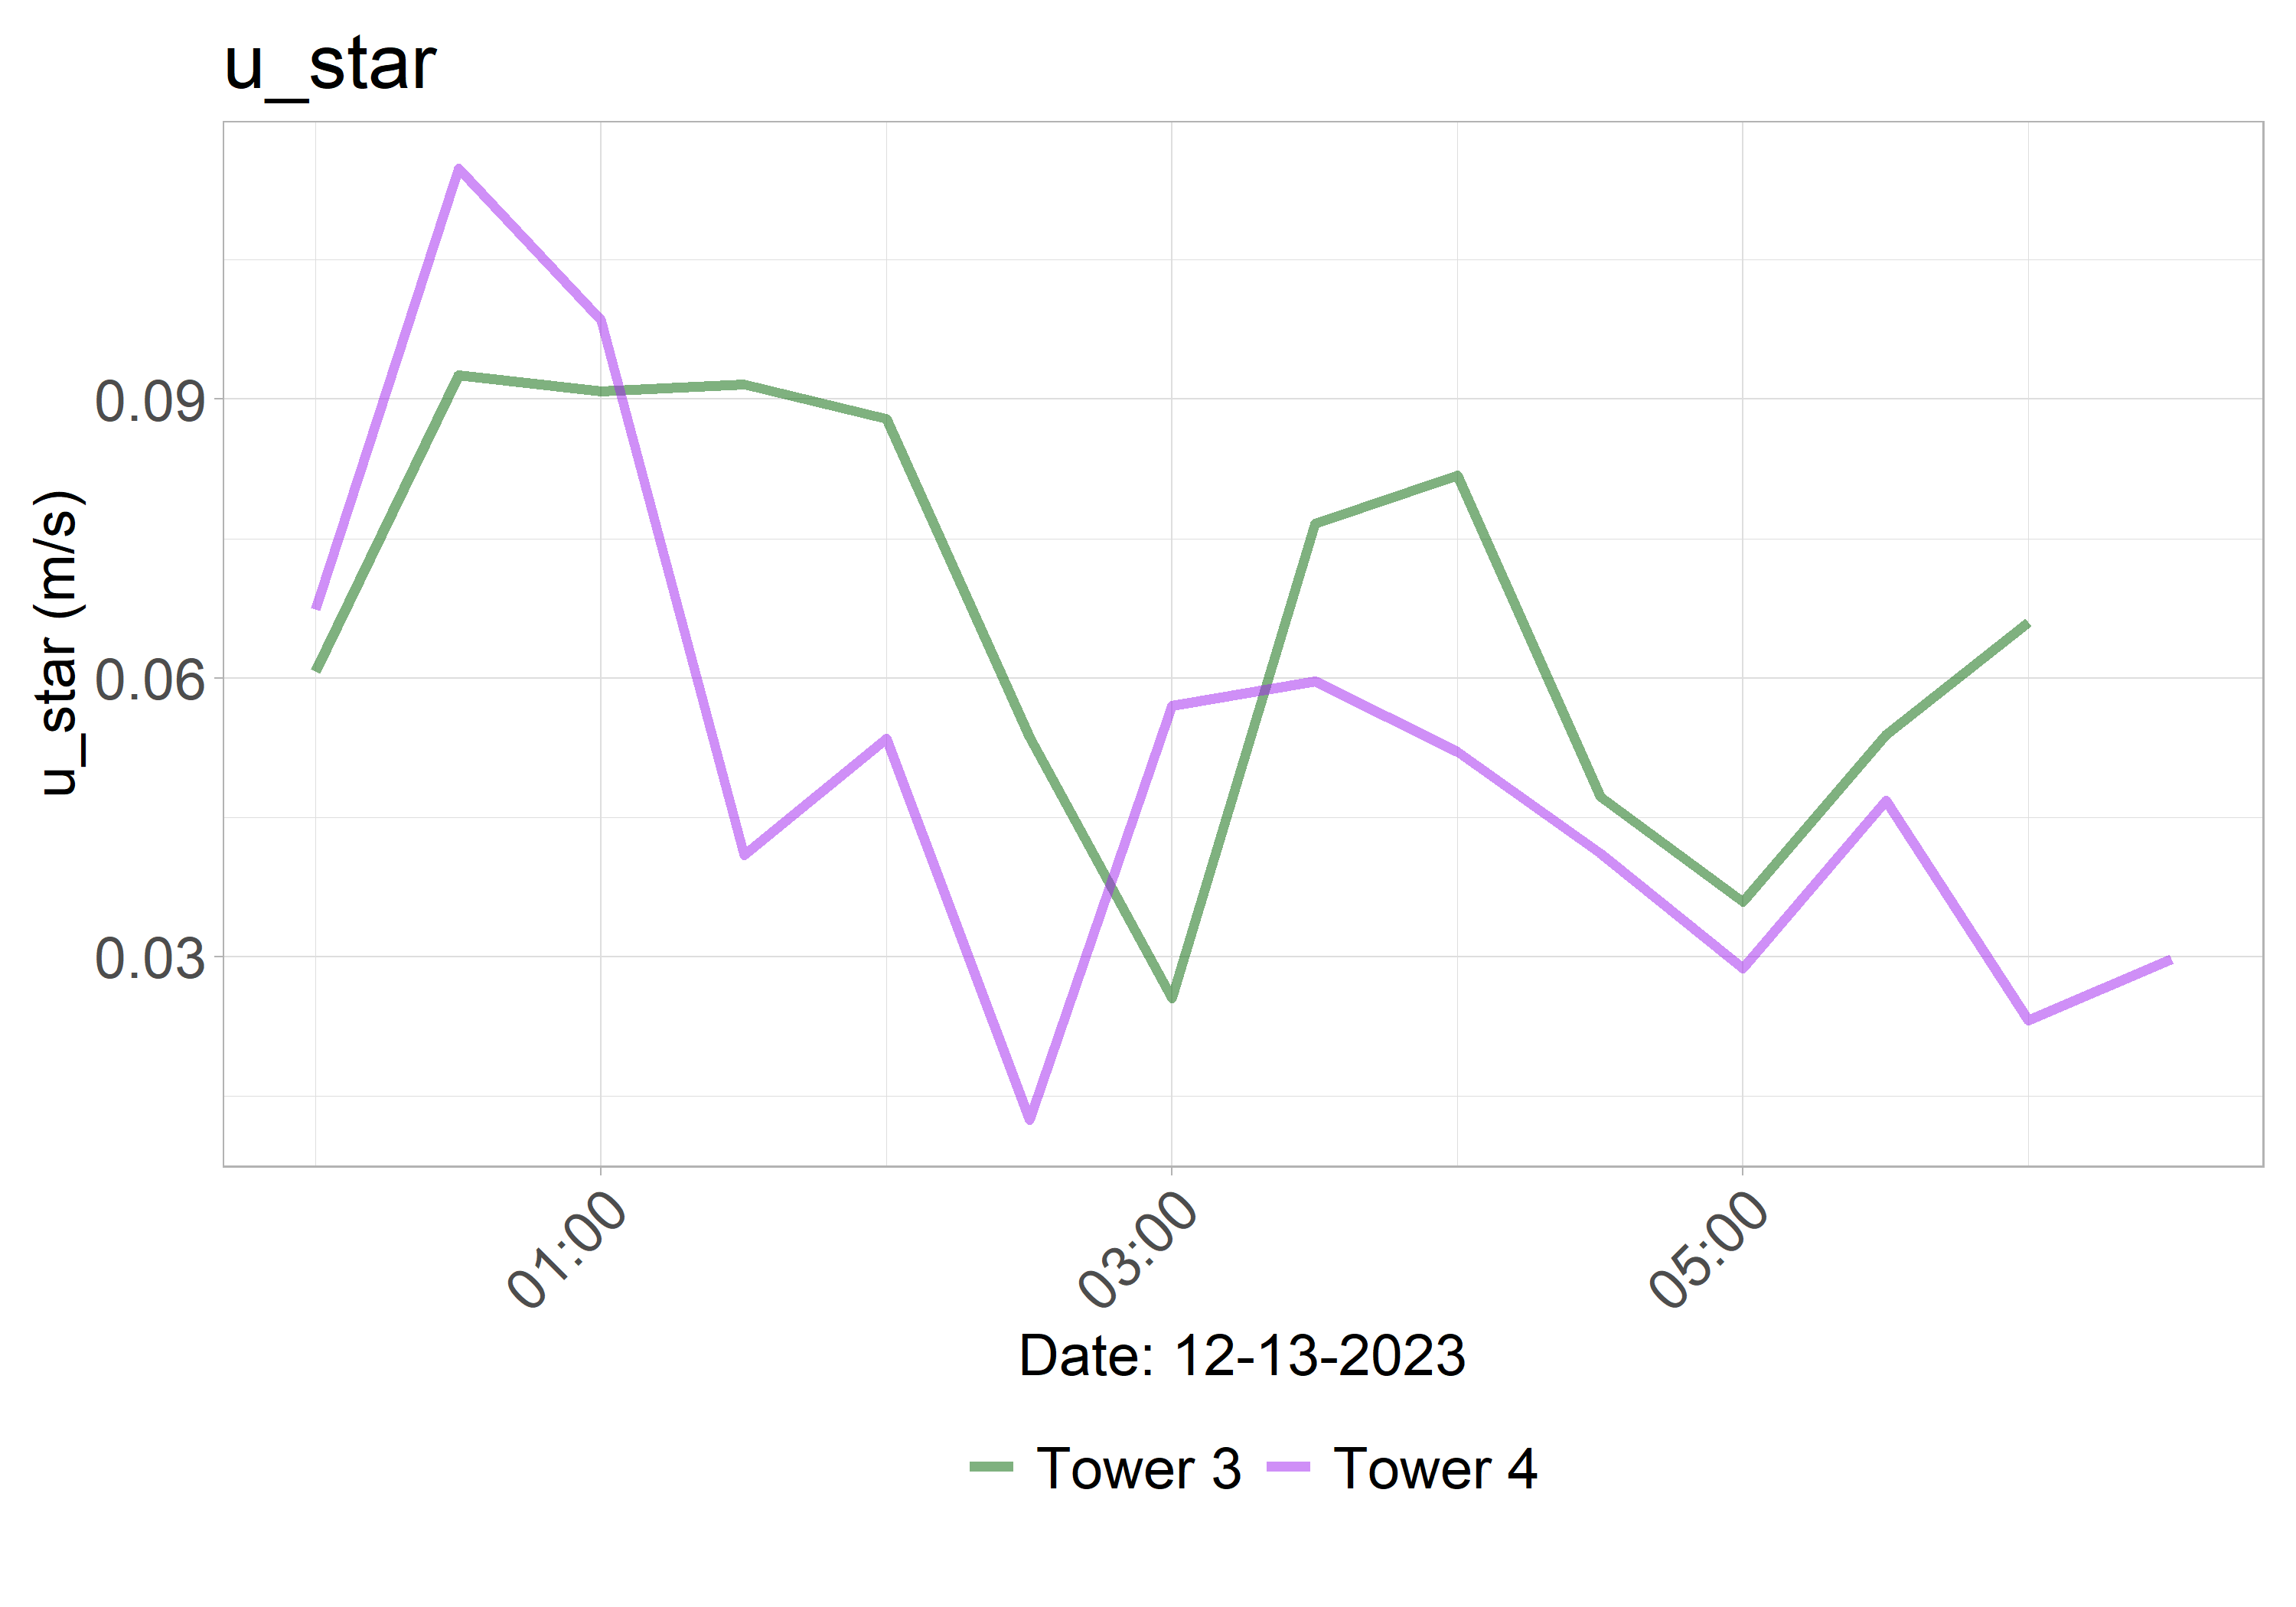 u_star
u_star (m/s)
0.09
0.06
0.03
01:00 03:00 05:00
Date: 12-13-2023
Tower 3 Tower 4